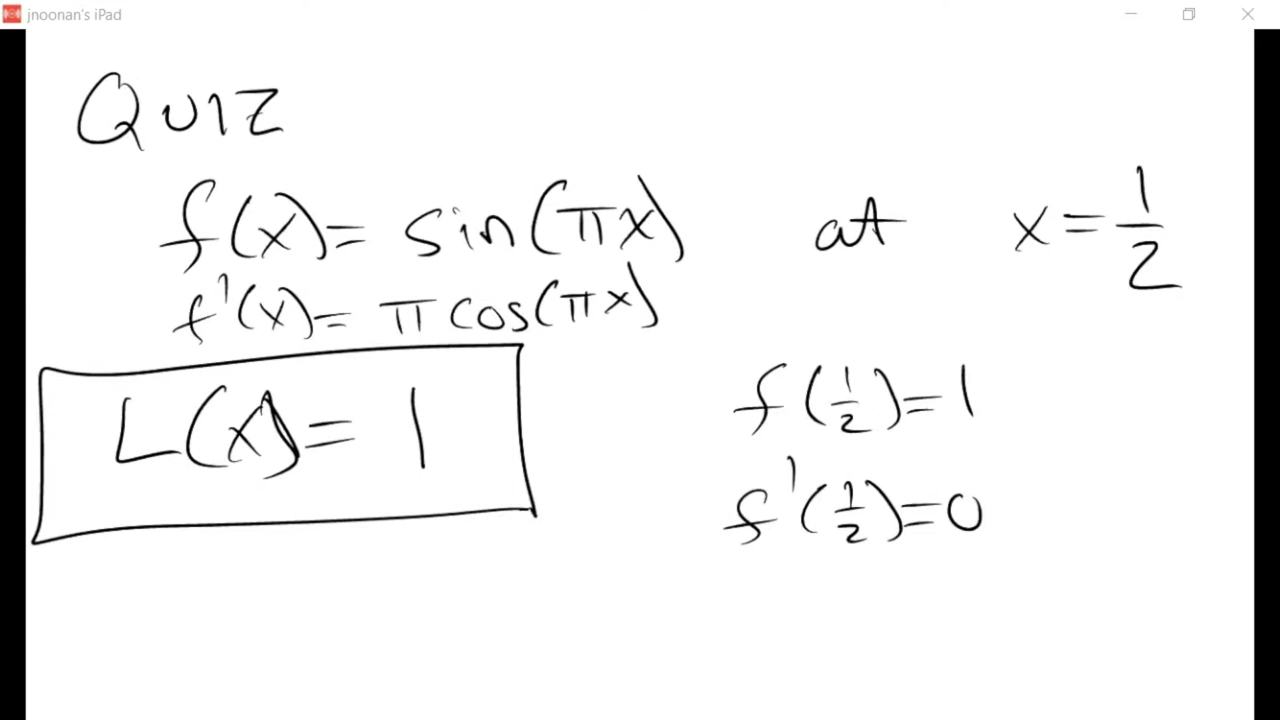 jnoonan's iPad
QUIZ
f(x) = sin(πx) at x = 1/2
f'(x) = π cos(πx)
L(x) = 1
f(1/2) = 1
f'(1/2) = 0